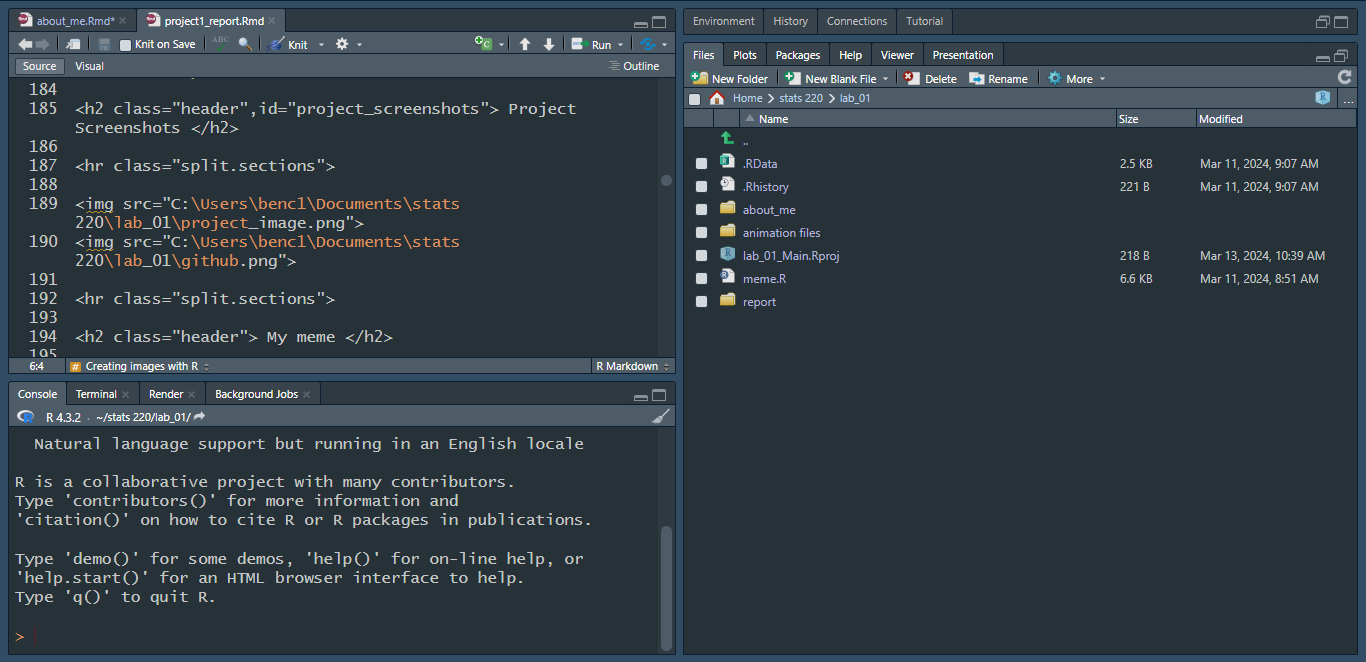 about_me.Rmd* ×
project1_report.Rmd ×
Knit on Save
ABC
Knit
Run
Source
Visual
Outline
184
185 <h2 class="header",id="project_screenshots"> Project
Screenshots </h2>
186
187 <hr class="split.sections">
188
189 <img src="C:\Users\benc1\Documents\stats
220\lab_01\project_image.png">
190 <img src="C:\Users\benc1\Documents\stats
220\lab_01\github.png">
191
192 <hr class="split.sections">
193
194 <h2 class="header"> My meme </h2>
195
6:4
# Creating images with R
R Markdown
Console
Terminal ×
Render ×
Background Jobs ×
R 4.3.2 · ~/stats 220/lab_01/
Natural language support but running in an English locale
R is a collaborative project with many contributors.
Type 'contributors()' for more information and
'citation()' on how to cite R or R packages in publications.
Type 'demo()' for some demos, 'help()' for on-line help, or
'help.start()' for an HTML browser interface to help.
Type 'q()' to quit R.
>
Environment
History
Connections
Tutorial
Files
Plots
Packages
Help
Viewer
Presentation
New Folder
New Blank File
Delete
Rename
More
Home > stats 220 > lab_01
R
...
Name
Size
Modified
..
.RData 2.5 KB Mar 11, 2024, 9:07 AM
.Rhistory 221 B Mar 11, 2024, 9:07 AM
about_me
animation files
lab_01_Main.Rproj 218 B Mar 13, 2024, 10:39 AM
meme.R 6.6 KB Mar 11, 2024, 8:51 AM
report